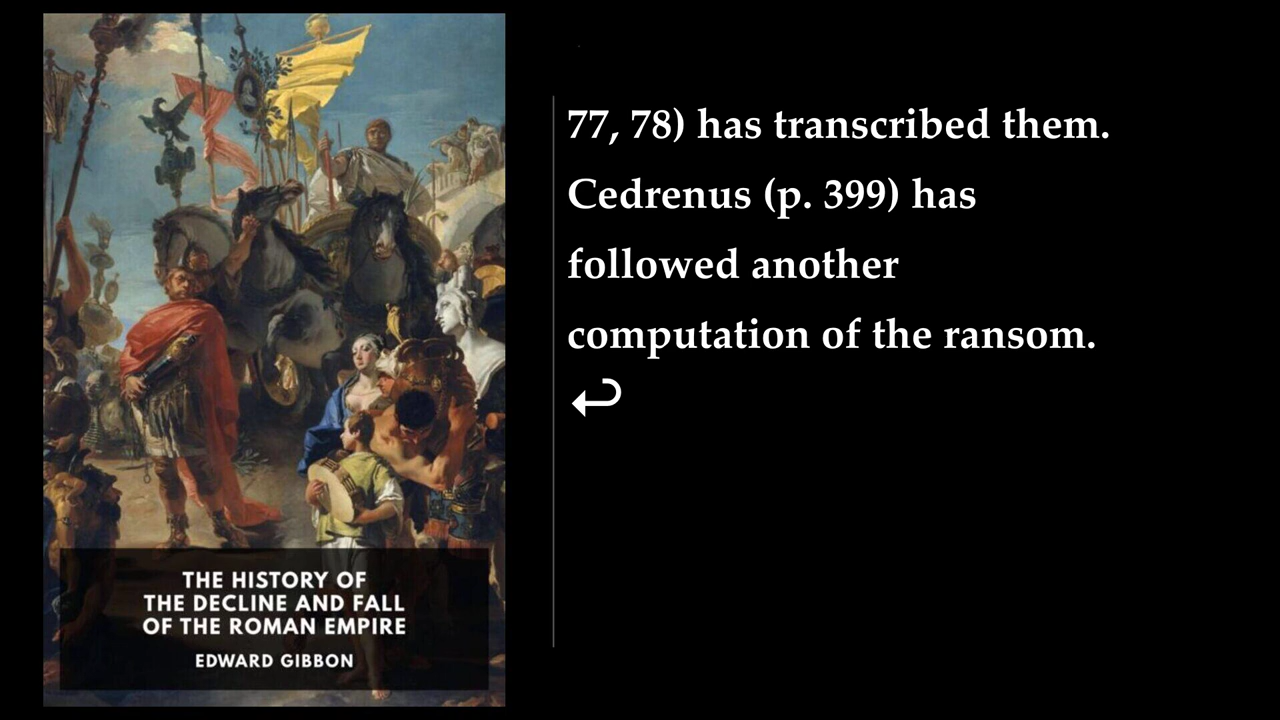 77, 78) has transcribed them.
Cedrenus (p. 399) has
followed another
computation of the ransom.
↩
THE HISTORY OF
THE DECLINE AND FALL
OF THE ROMAN EMPIRE
EDWARD GIBBON